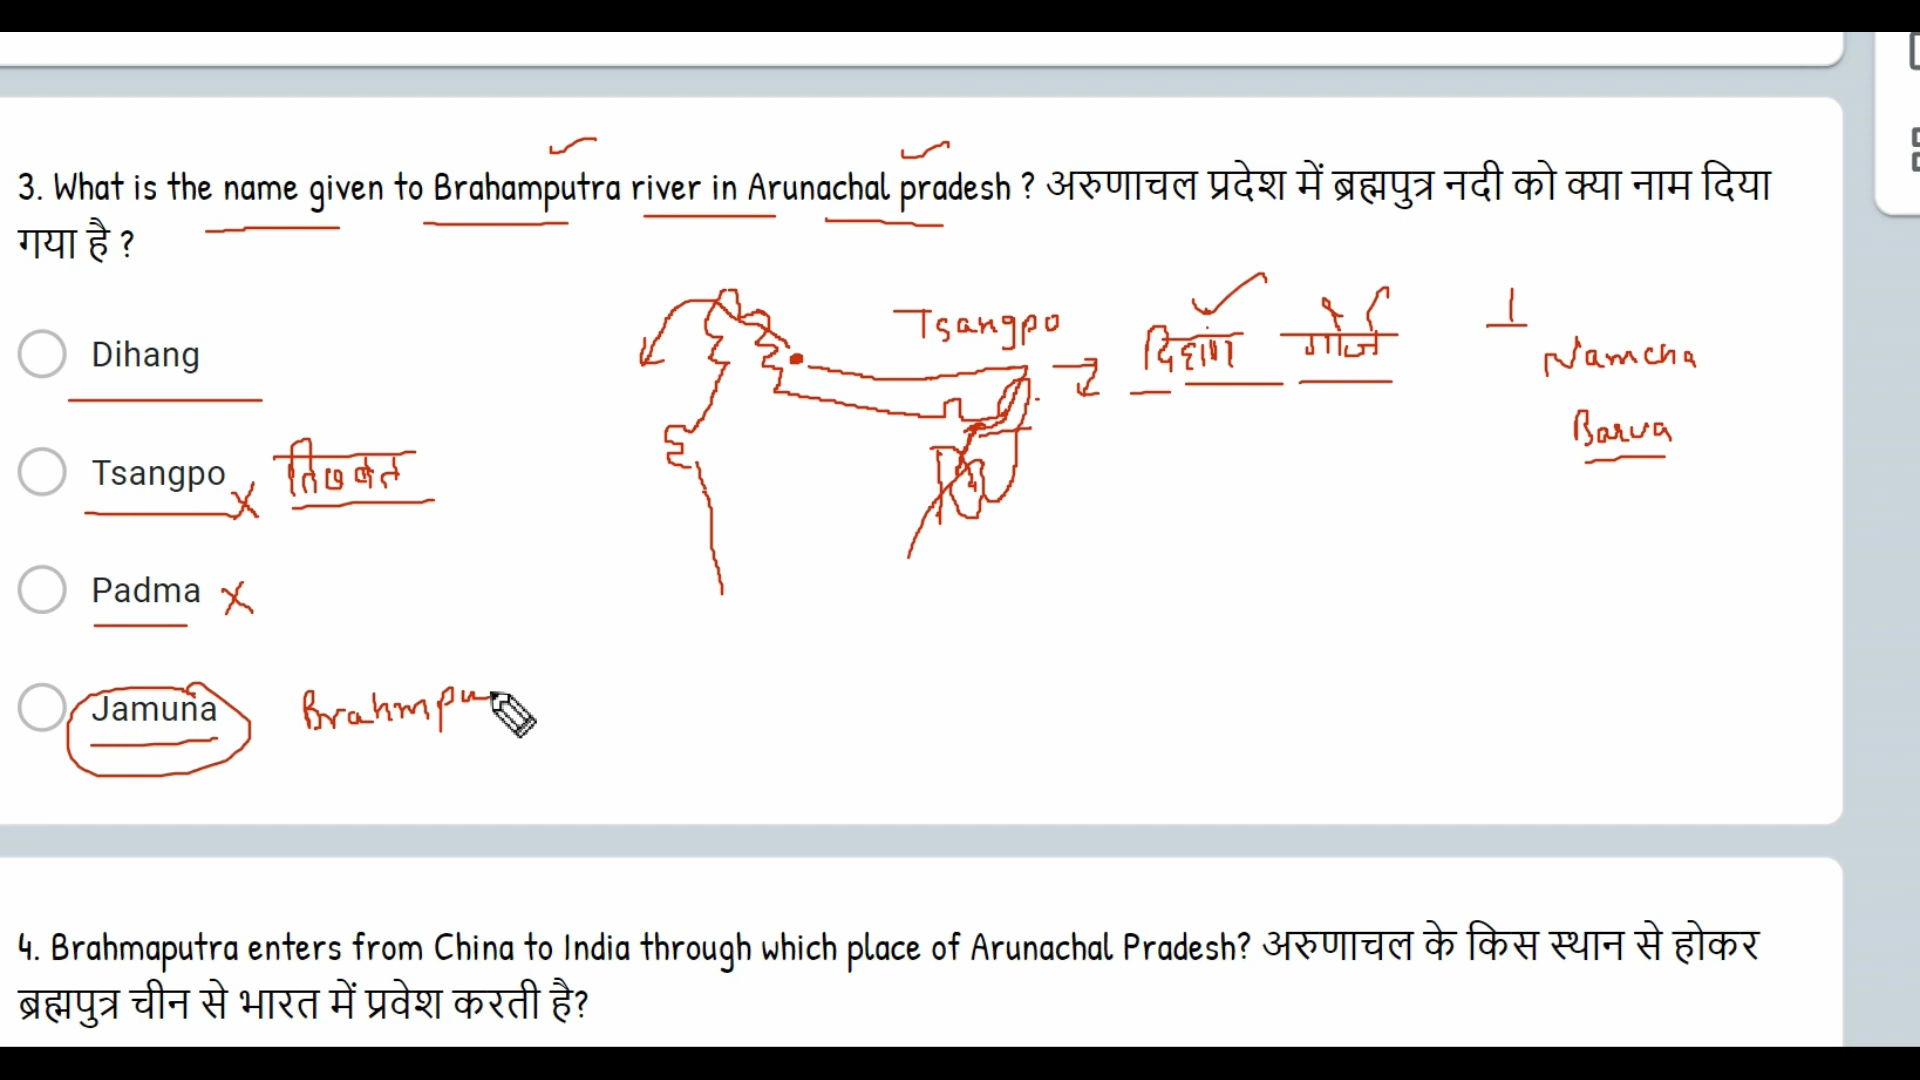 3. What is the name given to Brahamputra river in Arunachal pradesh ? अरुणाचल प्रदेश में ब्रह्मपुत्र नदी को क्या नाम दिया
गया है ?
Tsangpo दिहांग गार्ज
Namcha
Barva
Dihang
Tsangpo तिब्बत
Padma
Jamuna Brahmpu
4. Brahmaputra enters from China to India through which place of Arunachal Pradesh? अरुणाचल के किस स्थान से होकर
ब्रह्मपुत्र चीन से भारत में प्रवेश करती है?